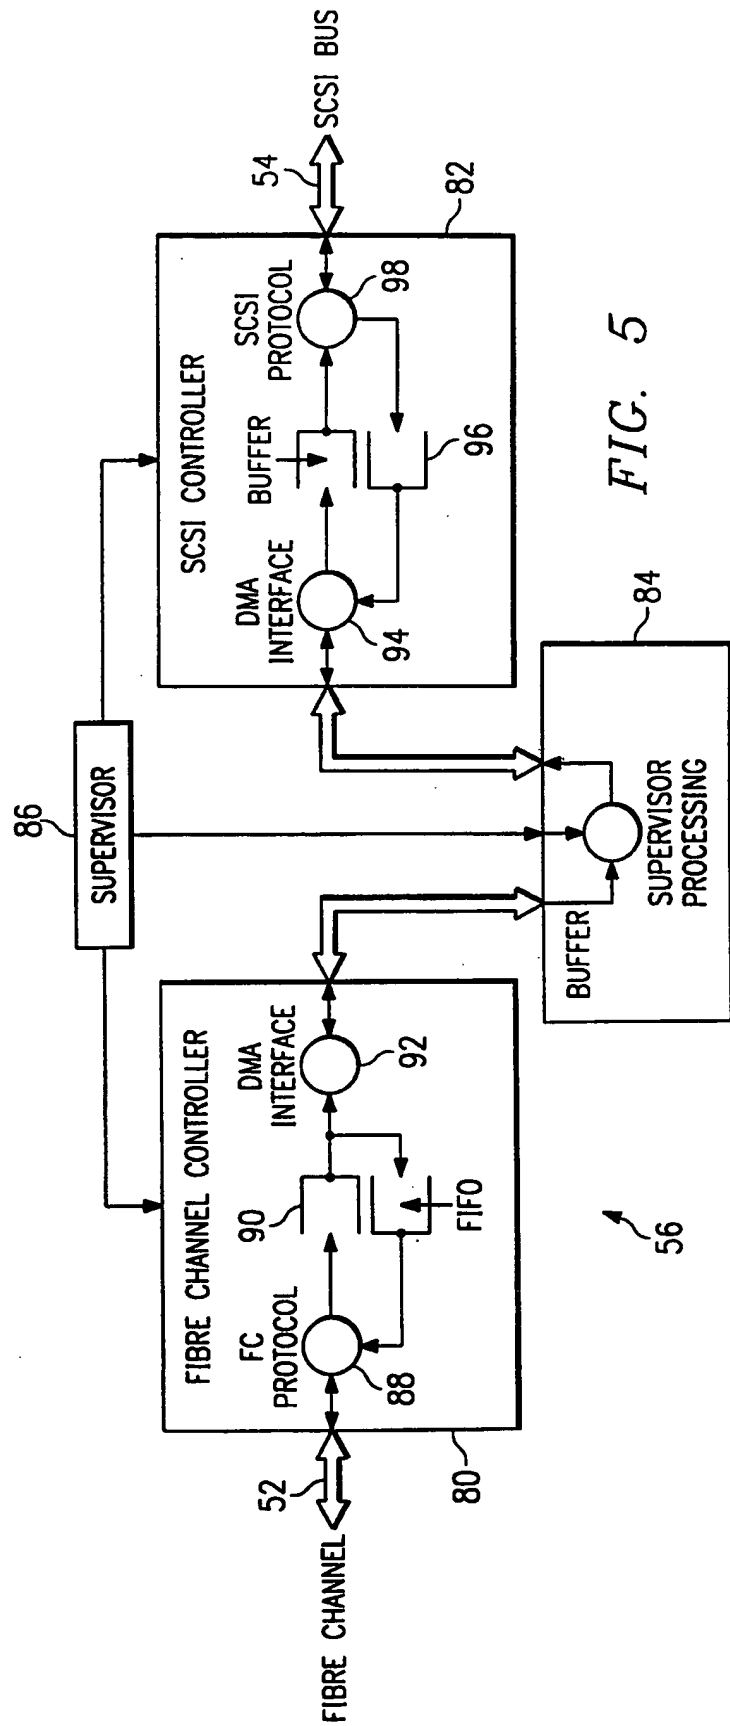 86
SUPERVISOR
FIBRE CHANNEL CONTROLLER
SCSI CONTROLLER
FIBRE CHANNEL
52
FC
PROTOCOL
88
90
FIFO
DMA
INTERFACE
92
80
DMA
INTERFACE
94
BUFFER
96
SCSI
PROTOCOL
98
82
54
SCSI BUS
BUFFER
SUPERVISOR
PROCESSING
84
56
FIG. 5